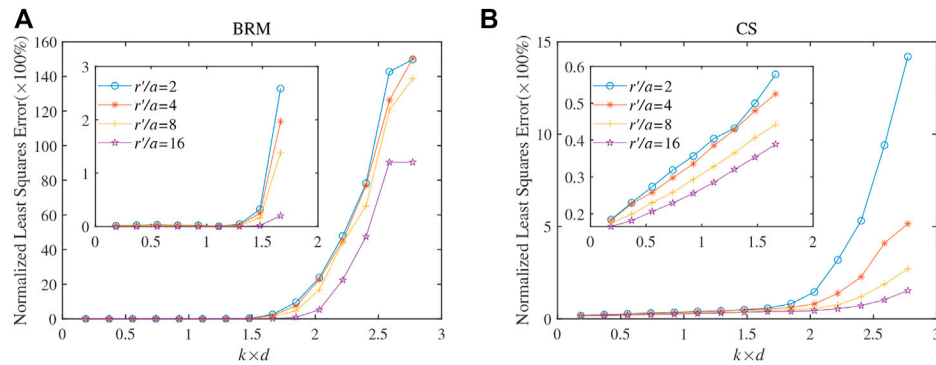 A
BRM
Normalized Least Squares Error(×100%)
160
140
120
100
80
60
40
20
0
0 0.5 1 1.5 2 2.5 3
k×d
3
2
1
0
0 0.5 1 1.5 2
r'/a=2
r'/a=4
r'/a=8
r'/a=16
B
CS
Normalized Least Squares Error(×100%)
15
10
5
0
0 0.5 1 1.5 2 2.5 3
k×d
0.6
0.5
0.4
0.3
0.2
0 0.5 1 1.5 2
r'/a=2
r'/a=4
r'/a=8
r'/a=16